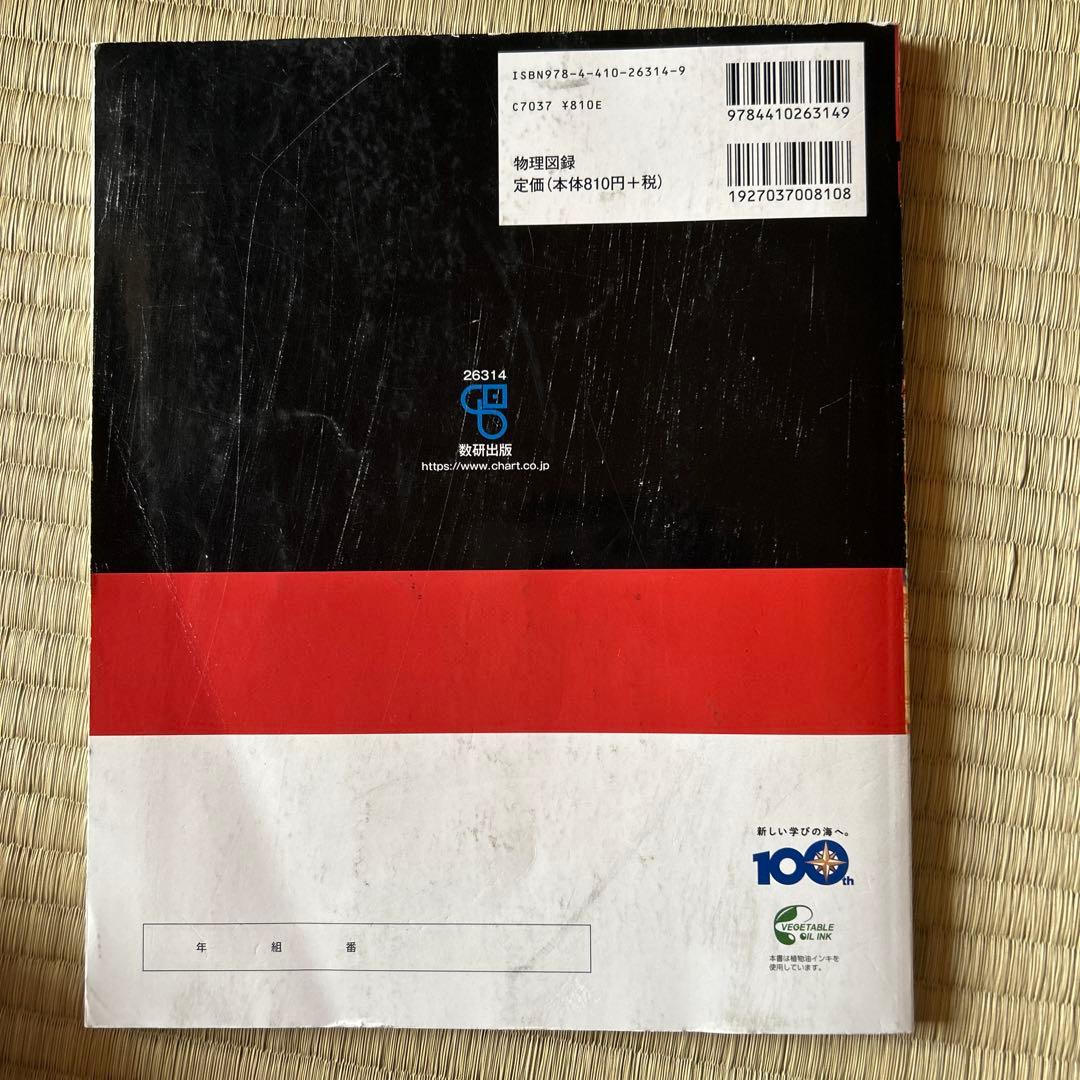 ISBN978-4-410-26314-9
C7037 ¥810E
9784410263149
物理図録
定価(本体810円+税)
1927037008108
26314
数研出版
https://www.chart.co.jp
新しい学びの海へ。
100th
VEGETABLE
OIL INK
本書は植物油インキを
使用しています。
年 組 番